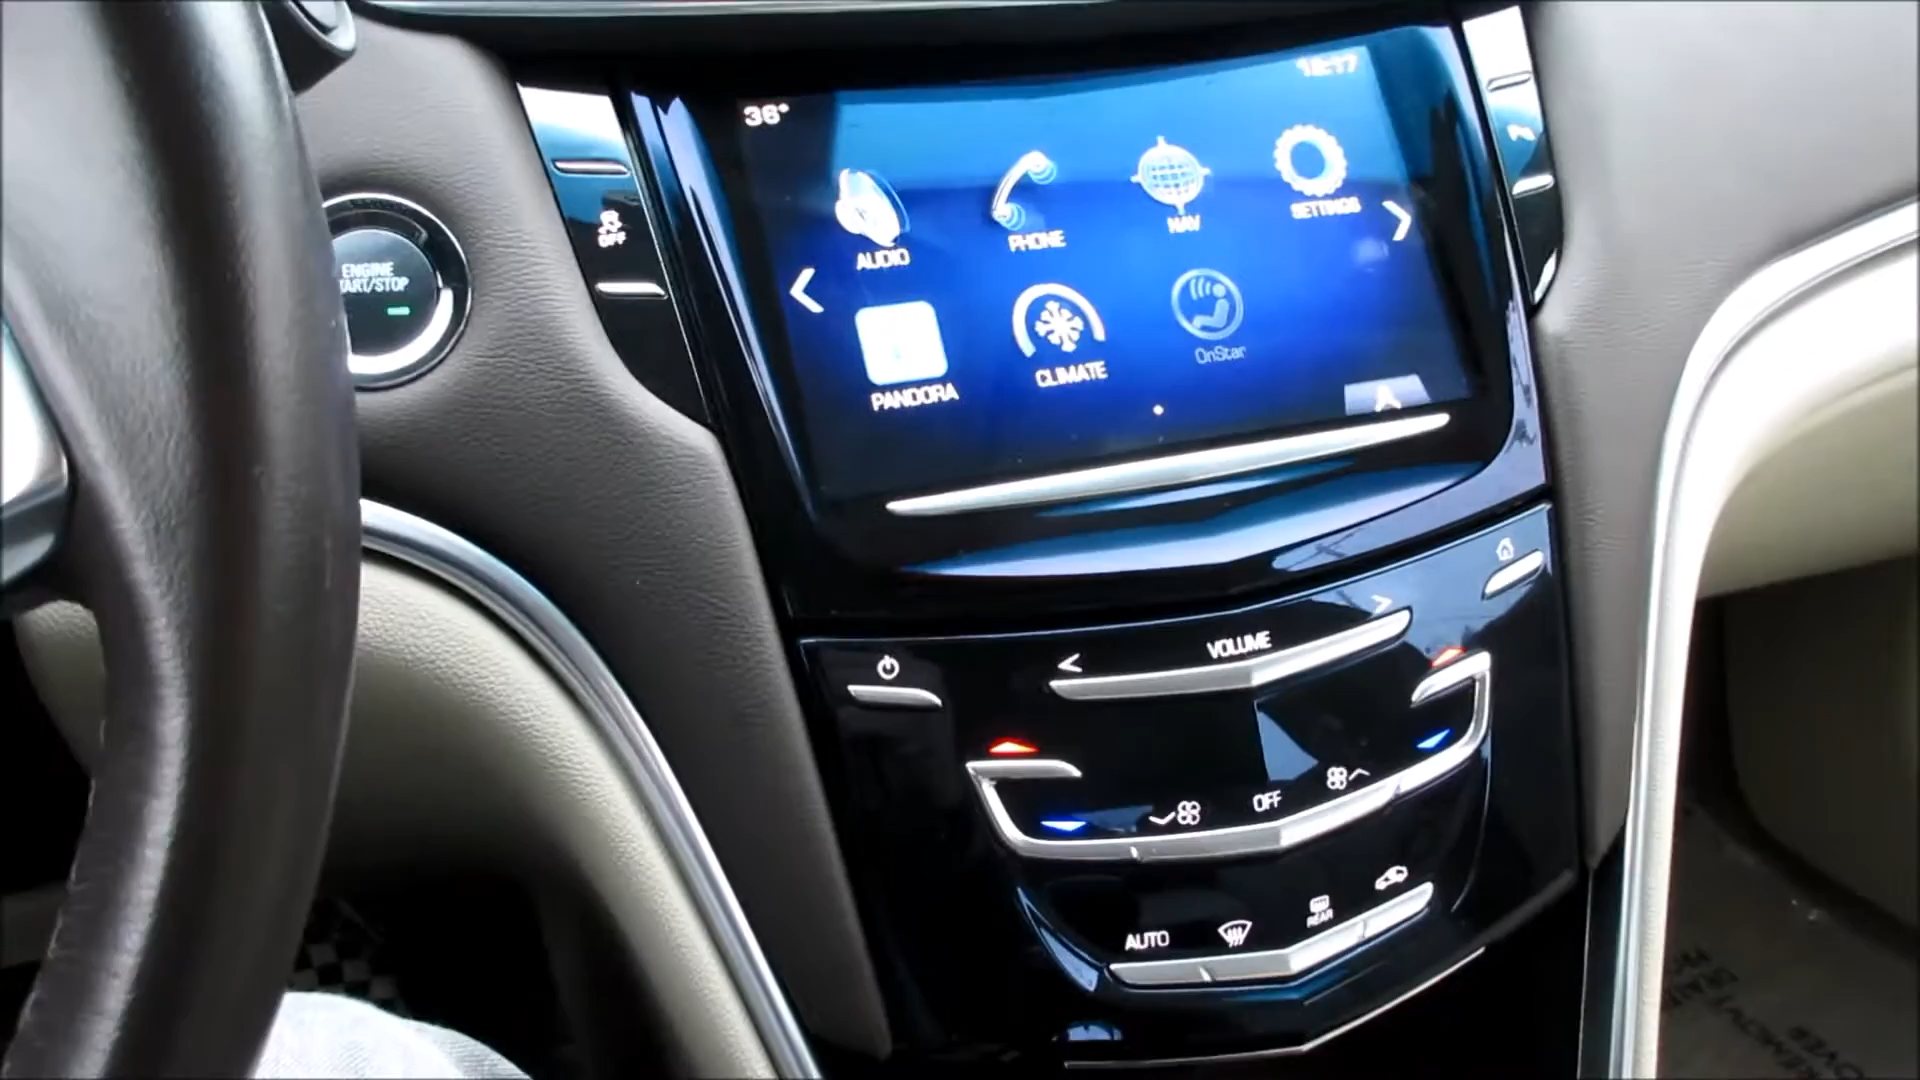 36°
AUDIO
PHONE
NAV
SETTINGS
PANDORA
CLIMATE
OnStar
OFF
ENGINE
START/STOP
VOLUME
OFF
AUTO
REAR